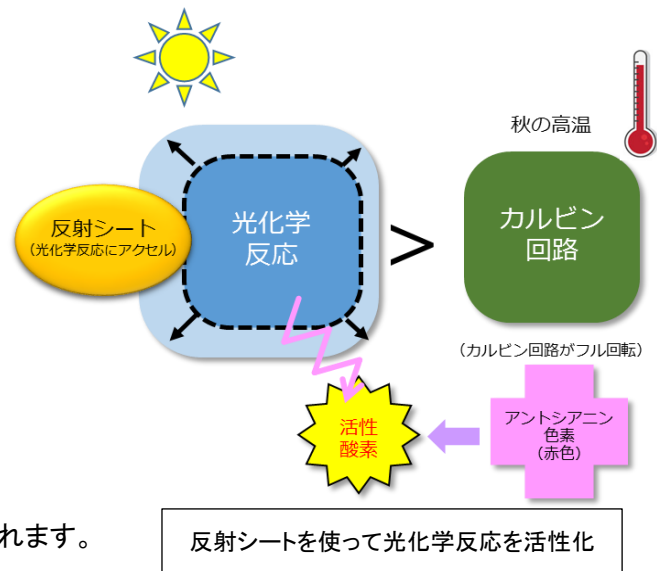 秋の高温
反射シート
(光化学反応にアクセル)
光化学
反応
>
カルビン
回路
(カルビン回路がフル回転)
活性
酸素
アントシアニン
色素
(赤色)
れます。
反射シートを使って光化学反応を活性化